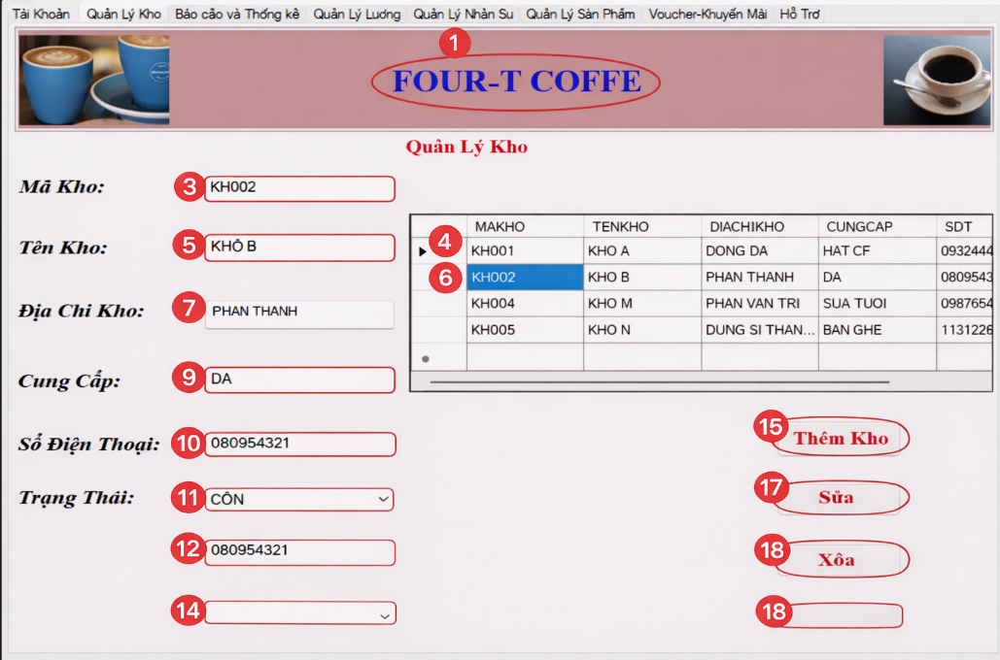 Tài Khoản Quản Lý Kho Báo cáo và Thống kê Quản Lý Lương Quản Lý Nhân Su Quản Lý Sản Phẩm Voucher-Khuyến Mãi Hỗ Trơ
1
FOUR-T COFFE
Quân Lý Kho
Mã Kho: 3 KH002
MAKHO TENKHO DIACHIKHO CUNGCAP SDT
4 KH001 KHO A DONG DA HAT CF 0932444
Tên Kho: 5 KHÔ B
6 KH002 KHO B PHAN THANH DA 0809543
KH004 KHO M PHAN VAN TRI SUA TUOI 0987654
Địa Chi Kho: 7 PHAN THANH
KH005 KHO N DUNG SI THAN... BAN GHE 1131226
Cung Cấp: 9 DA
Số Điện Thoại: 10 080954321
15 Thêm Kho
Trạng Thái: 11 CÔN
17 Sửa
12 080954321
18 Xôa
14
18